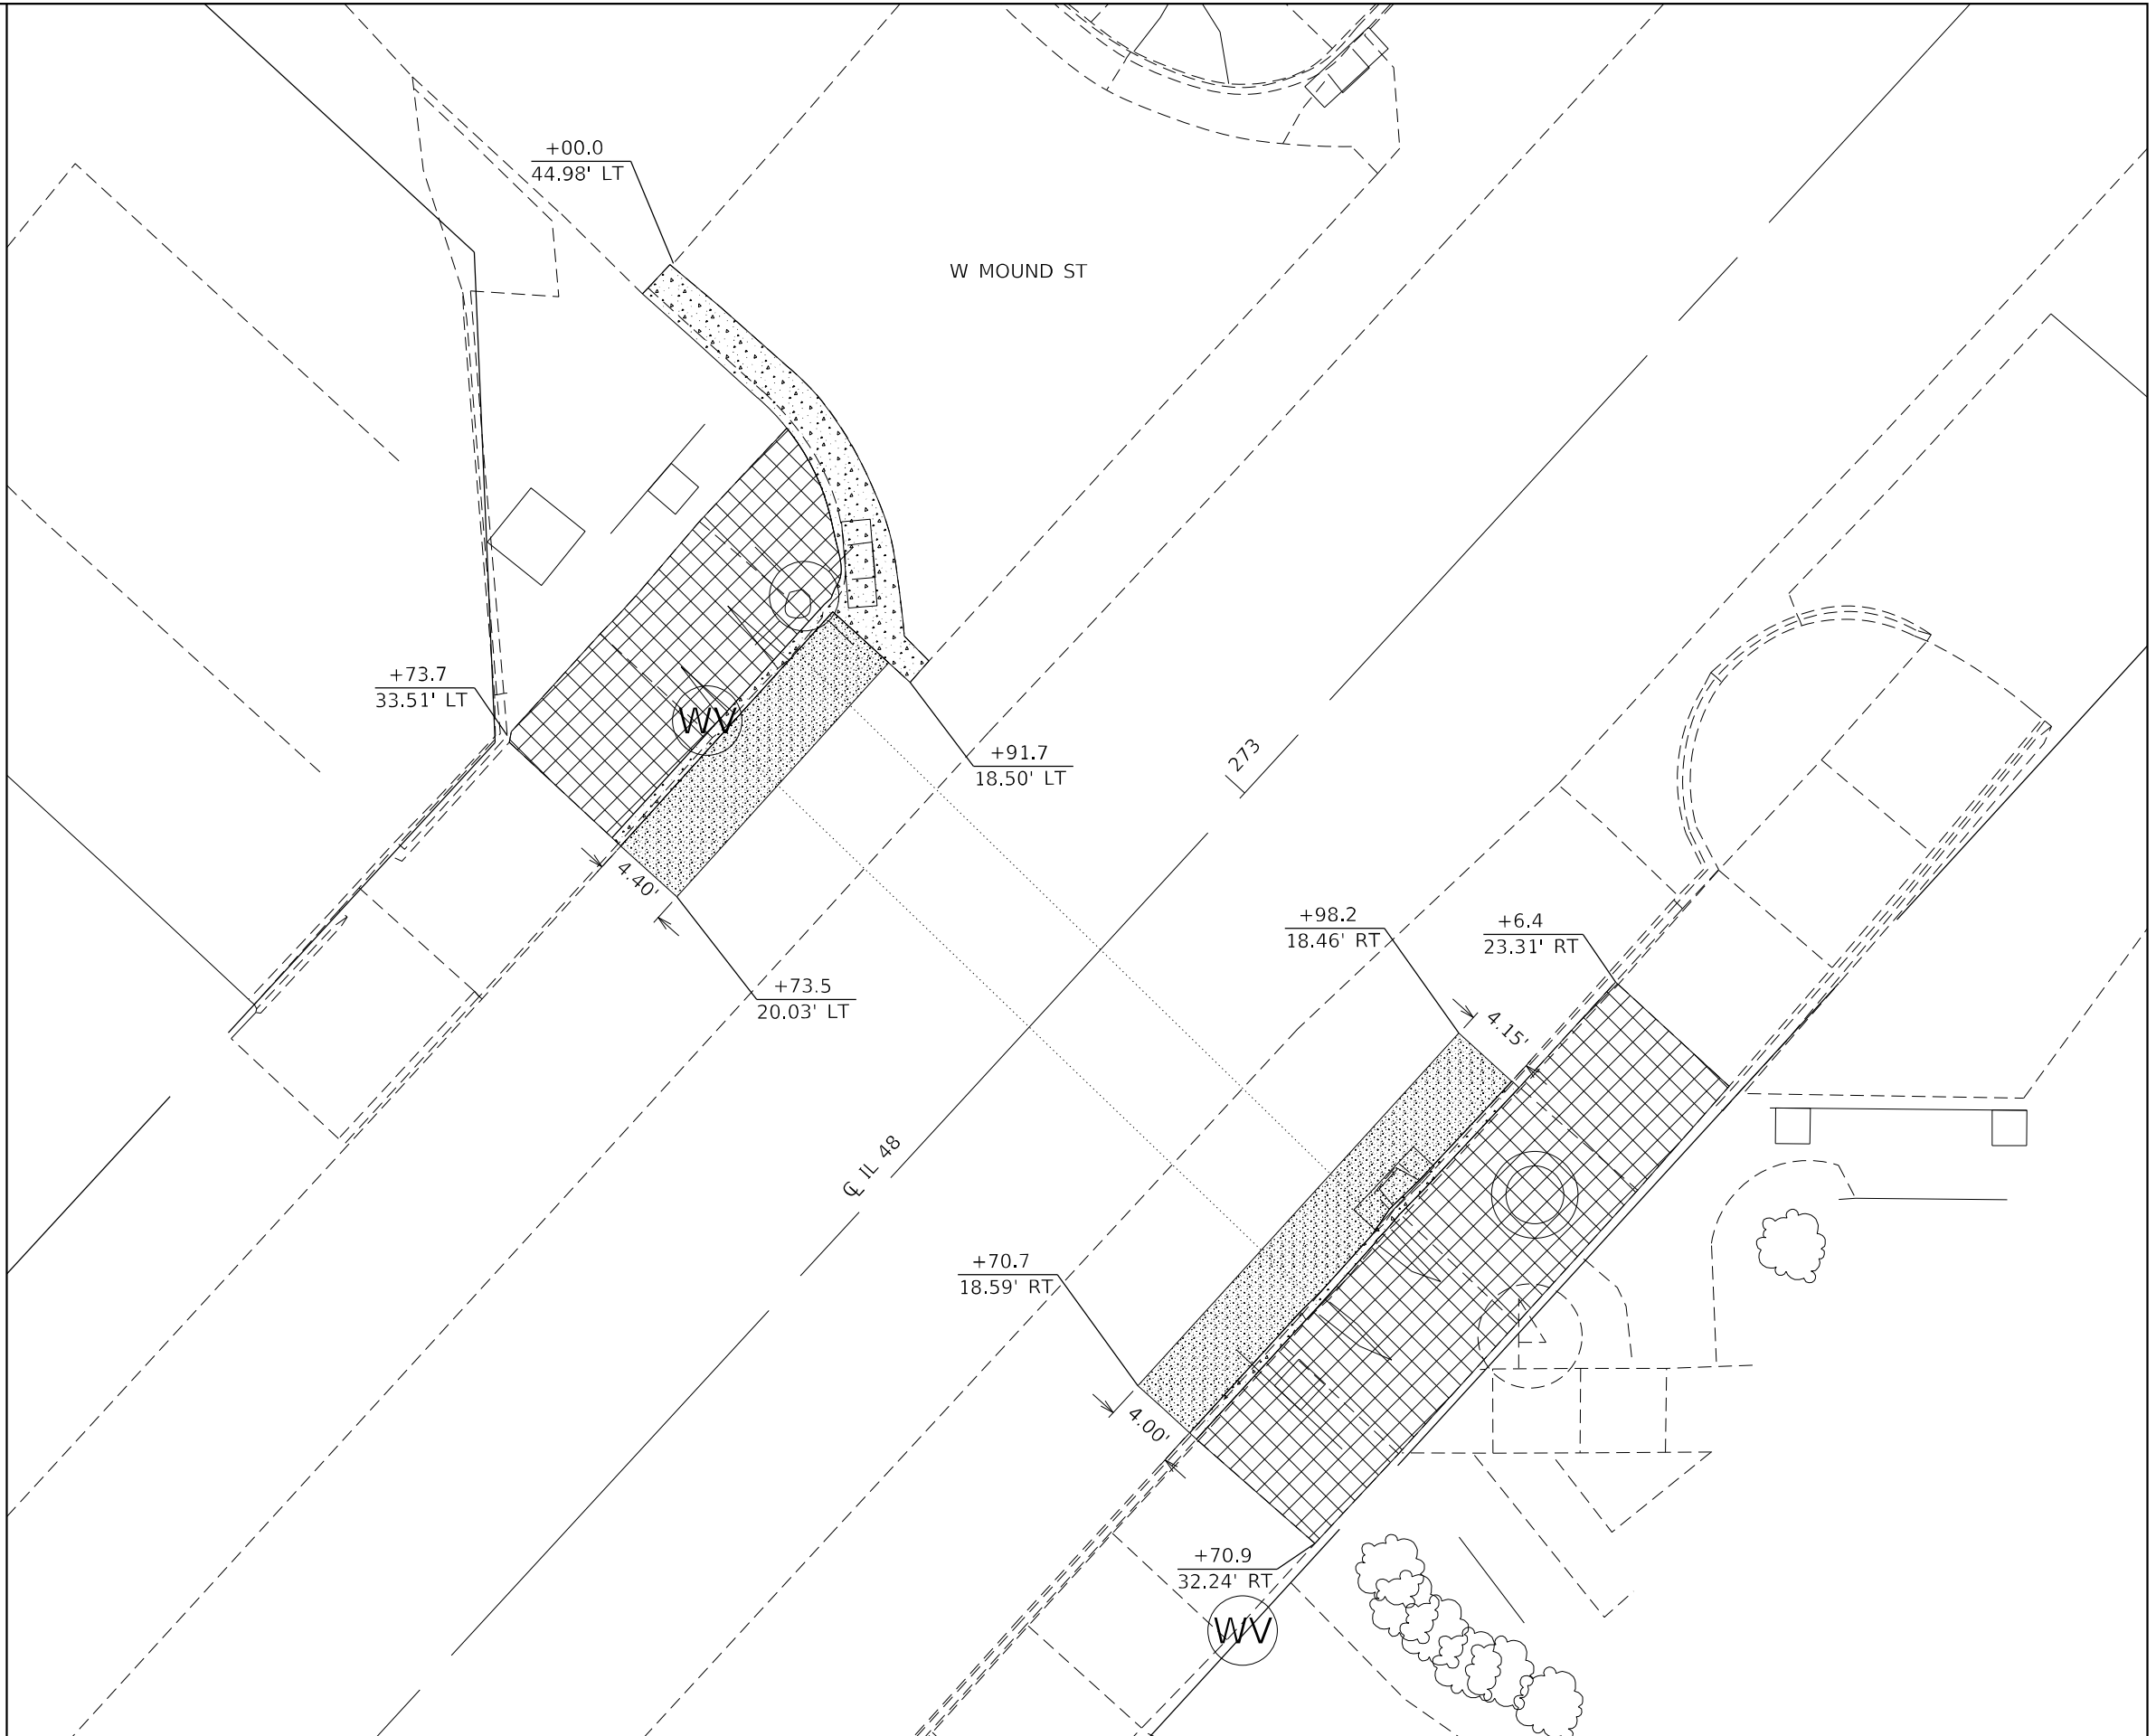 +00.0
44.98' LT
W MOUND ST
+73.7
33.51' LT
WV
+91.7
18.50' LT
273
4.40'
+98.2
18.46' RT
+6.4
23.31' RT
+73.5
20.03' LT
4.15'
℄ IL 48
+70.7
18.59' RT
4.00'
+70.9
32.24' RT
WV